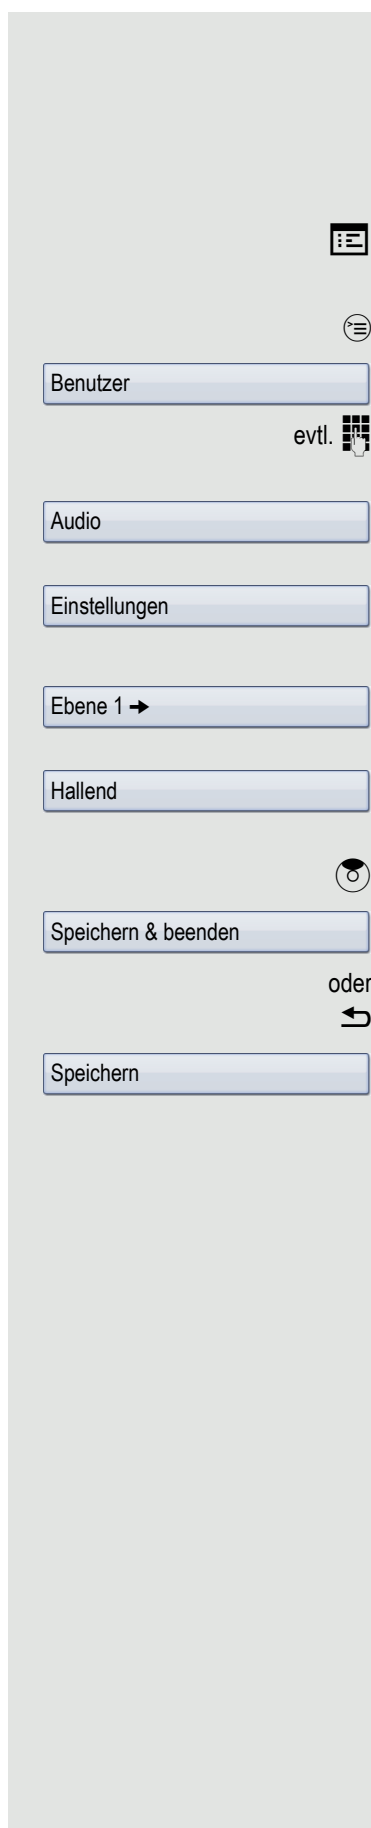 Benutzer
evtl.
Audio
Einstellungen
Ebene 1 →
Hallend
Speichern & beenden
oder
Speichern